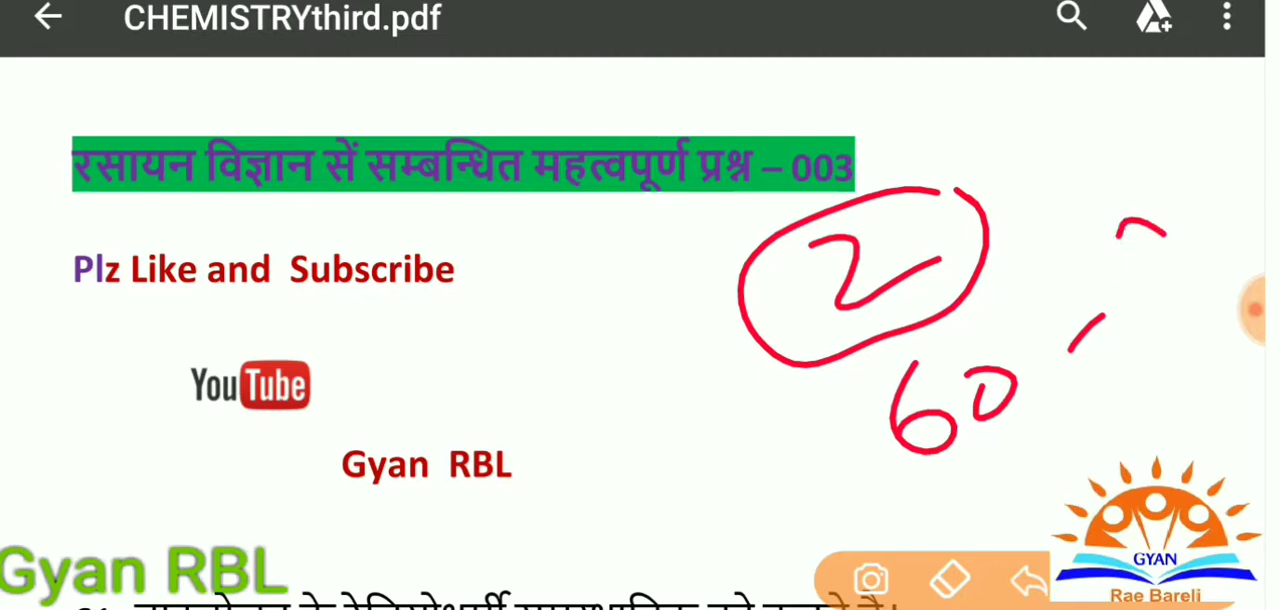 CHEMISTRYthird.pdf
रसायन विज्ञान सें सम्बन्धित महत्वपूर्ण प्रश्न – 003
Plz Like and Subscribe
2
60
YouTube
Gyan RBL
Gyan RBL
GYAN
Rae Bareli